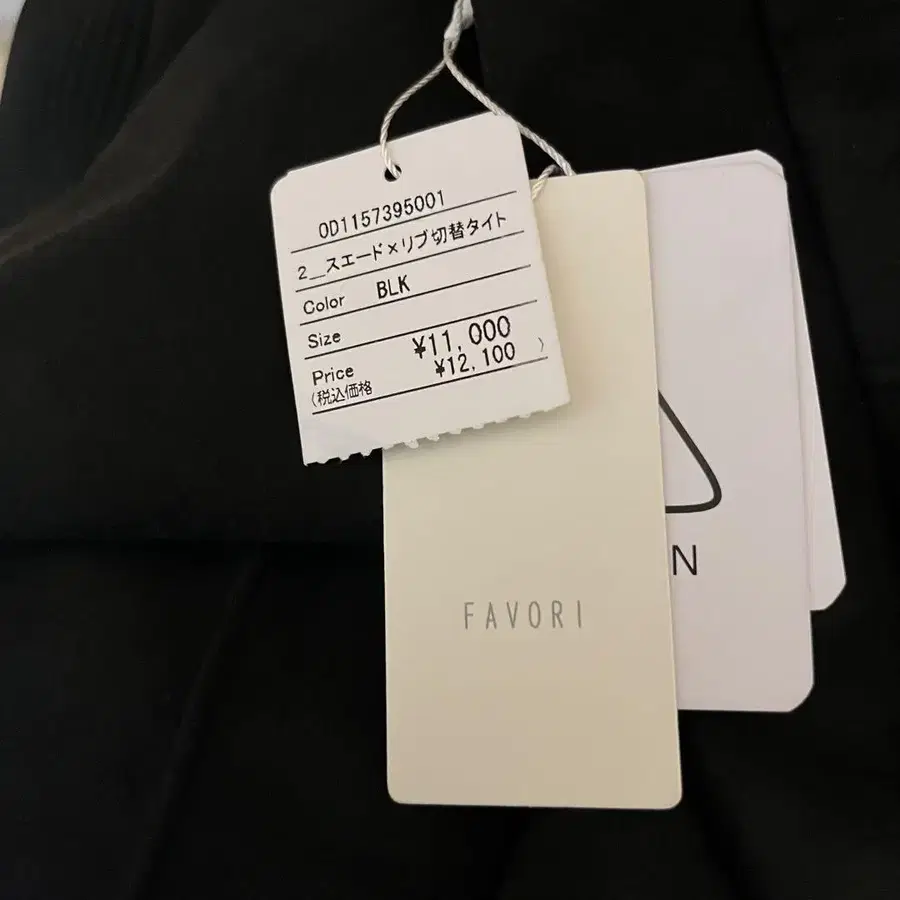 OD1157395001
2＿スエード×リブ切替タイト
Color BLK
Size
Price ¥11,000
(税込価格 ¥12,100 )
N
FAVORI